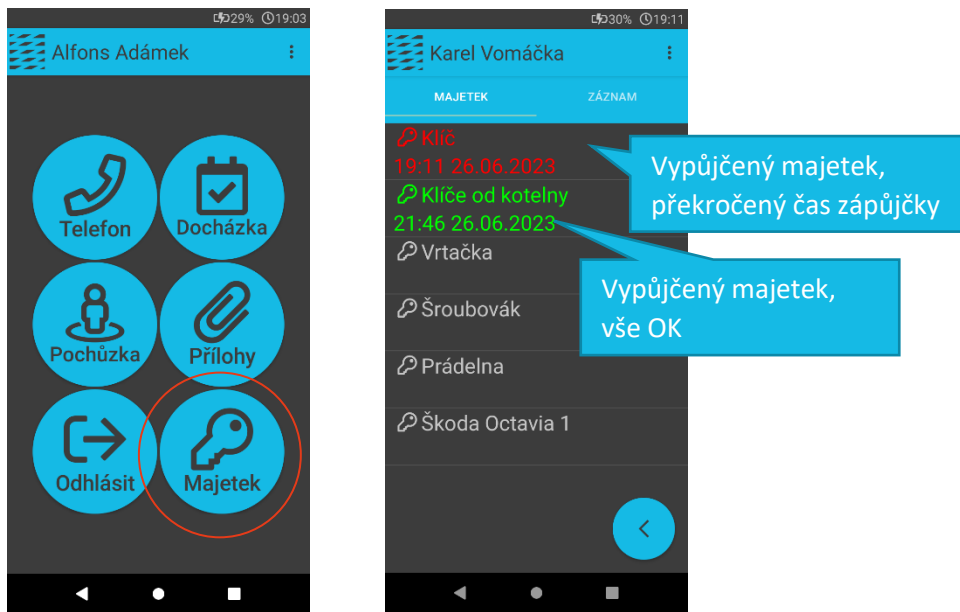 29% 19:03
Alfons Adámek
Telefon
Docházka
Pochůzka
Přílohy
Odhlásit
Majetek
30% 19:11
Karel Vomáčka
MAJETEK
ZÁZNAM
Klíč
19:11 26.06.2023
Klíče od kotelny
21:46 26.06.2023
Vrtačka
Šroubovák
Prádelna
Škoda Octavia 1
Vypůjčený majetek,
překročený čas zápůjčky
Vypůjčený majetek,
vše OK